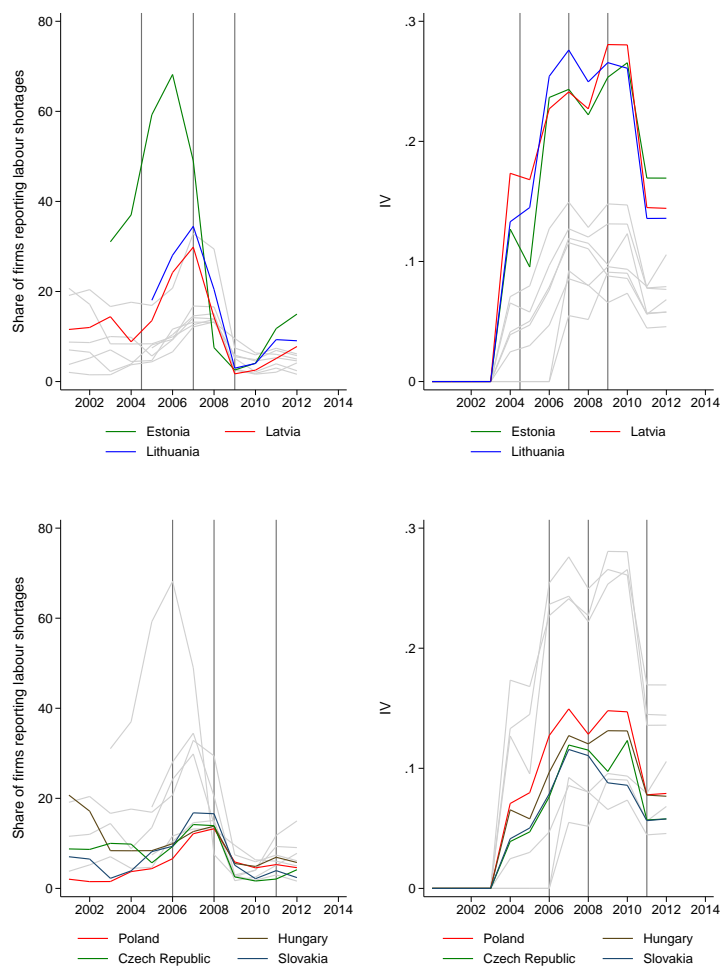 Share of firms reporting labour shortages
80
60
40
20
0
2002 2004 2006 2008 2010 2012 2014
Estonia Latvia
Lithuania
IV
.3
.2
.1
0
2002 2004 2006 2008 2010 2012 2014
Estonia Latvia
Lithuania
Share of firms reporting labour shortages
80
60
40
20
0
2002 2004 2006 2008 2010 2012 2014
Poland Hungary
Czech Republic Slovakia
IV
.3
.2
.1
0
2002 2004 2006 2008 2010 2012 2014
Poland Hungary
Czech Republic Slovakia